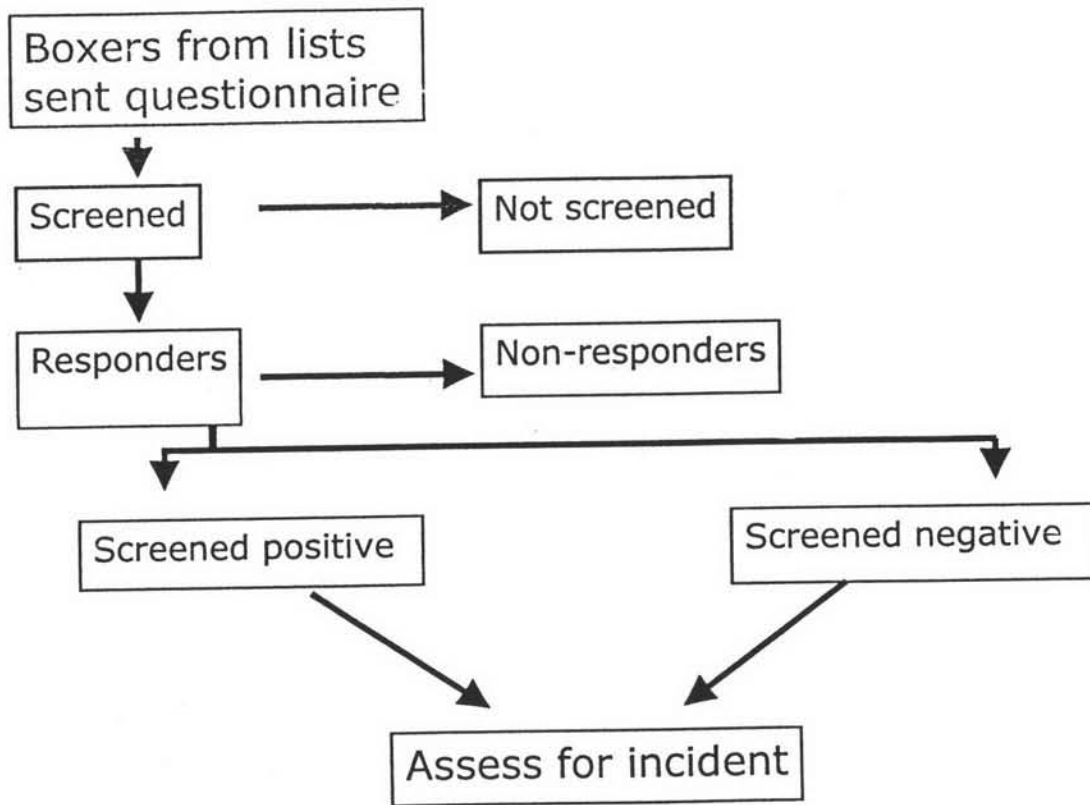 Boxers from lists
sent questionnaire
Screened
Not screened
Responders
Non-responders
Screened positive
Screened negative
Assess for incident